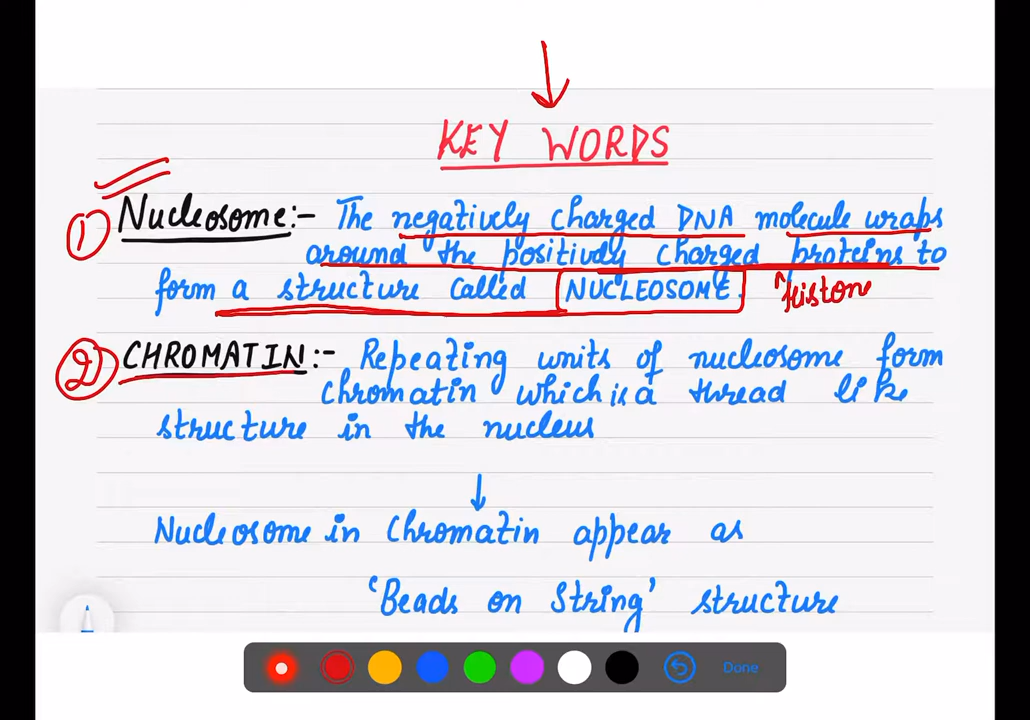 KEY WORDS
① Nucleosome:- The negatively charged DNA molecule wraps
around the positively charged proteins to
form a structure called NUCLEOSOME. histone
② CHROMATIN:- Repeating units of nucleosome form
chromatin which is a thread like
structure in the nucleus
Nucleosome in Chromatin appear as
'Beads on String' structure
Done